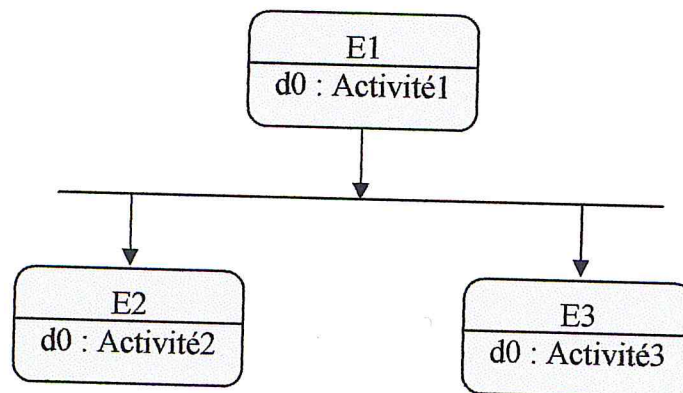 E1
d0 : Activité1
E2
d0 : Activité2
E3
d0 : Activité3